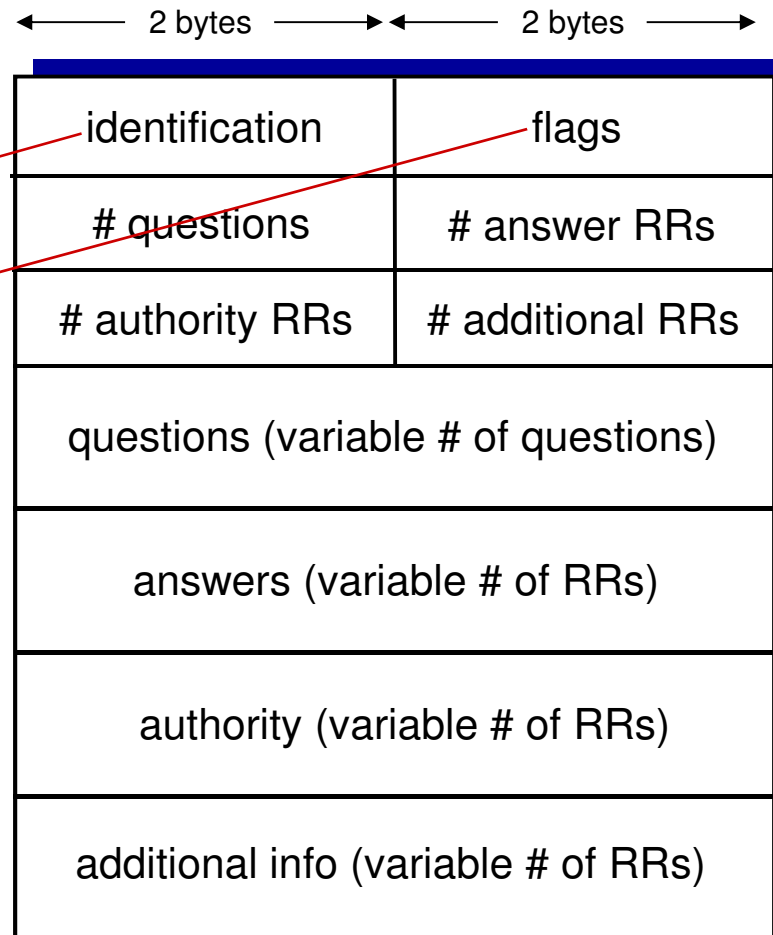 2 bytes 2 bytes
identification flags
# questions # answer RRs
# authority RRs # additional RRs
questions (variable # of questions)
answers (variable # of RRs)
authority (variable # of RRs)
additional info (variable # of RRs)